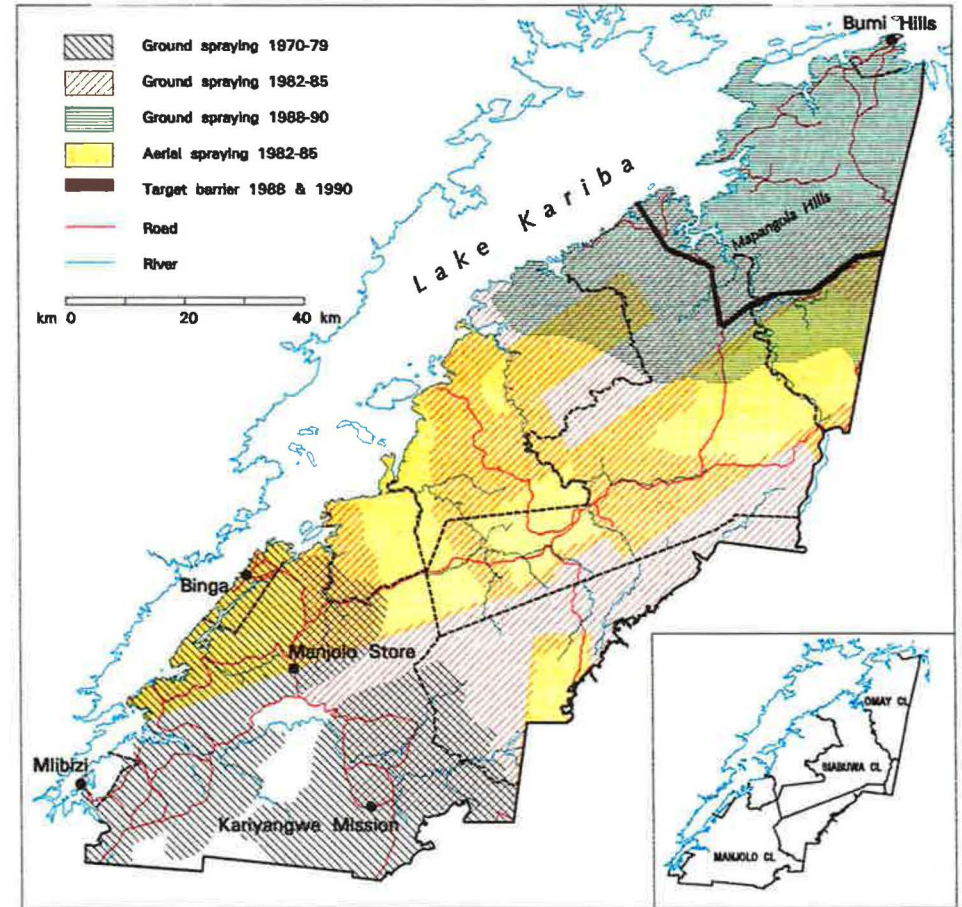 Bumi Hills
Ground spraying 1970-79
Ground spraying 1982-85
Ground spraying 1988-90
Aerial spraying 1982-85
Target barrier 1988 & 1990
Road
River
km 0 20 40 km
Lake Kariba
Mapangola Hills
Binga
Manjolo Store
Mlibizi
Kariyangwe Mission
OMAY CL
SIABUWA CL
MANJOLO CL